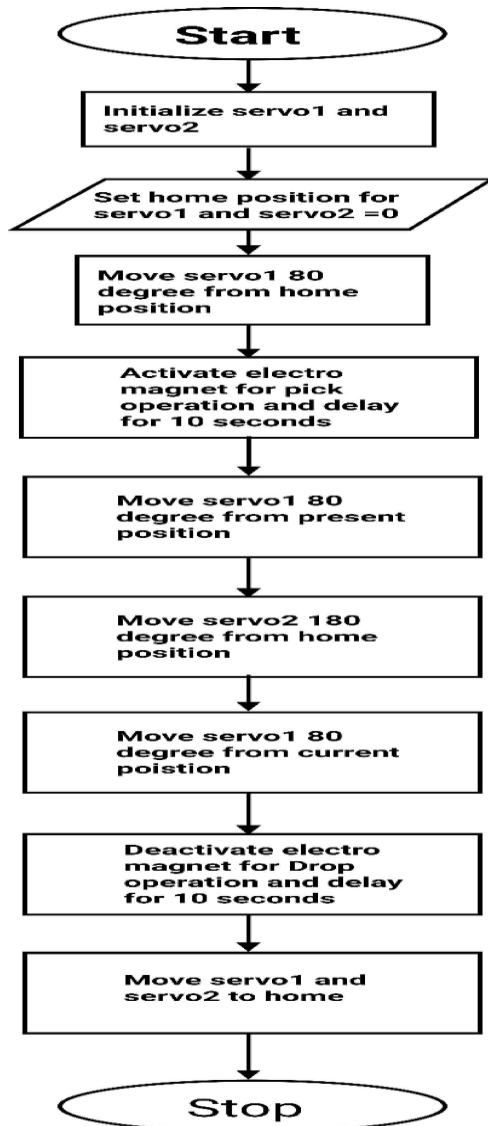 Start
Initialize servo1 and
servo2
Set home position for
servo1 and servo2 =0
Move servo1 80
degree from home
position
Activate electro
magnet for pick
operation and delay
for 10 seconds
Move servo1 80
degree from present
position
Move servo2 180
degree from home
position
Move servo1 80
degree from current
poistion
Deactivate electro
magnet for Drop
operation and delay
for 10 seconds
Move servo1 and
servo2 to home
Stop